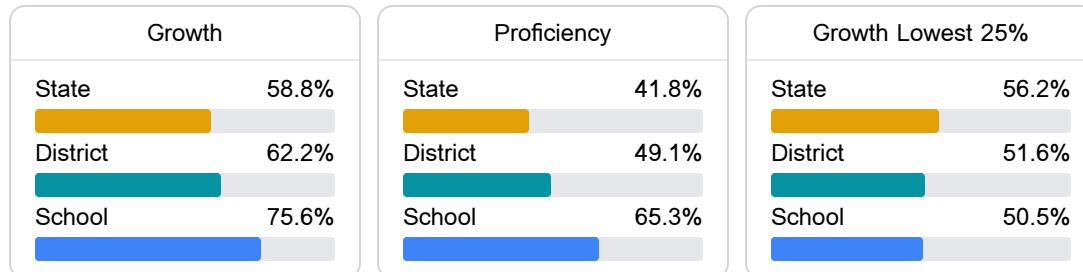 Growth
State 58.8%
District 62.2%
School 75.6%
Proficiency
State 41.8%
District 49.1%
School 65.3%
Growth Lowest 25%
State 56.2%
District 51.6%
School 50.5%